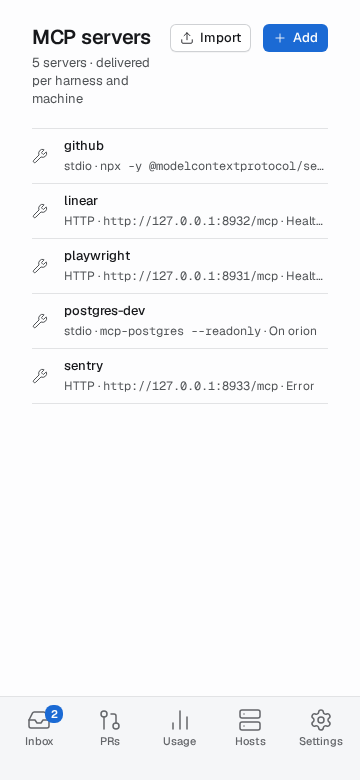 MCP servers
Import
Add
5 servers · delivered
per harness and
machine
github
stdio · npx -y @modelcontextprotocol/se…
linear
HTTP · http://127.0.0.1:8932/mcp · Healt…
playwright
HTTP · http://127.0.0.1:8931/mcp · Healt…
postgres-dev
stdio · mcp-postgres --readonly · On orion
sentry
HTTP · http://127.0.0.1:8933/mcp · Error
2
Inbox
PRs
Usage
Hosts
Settings